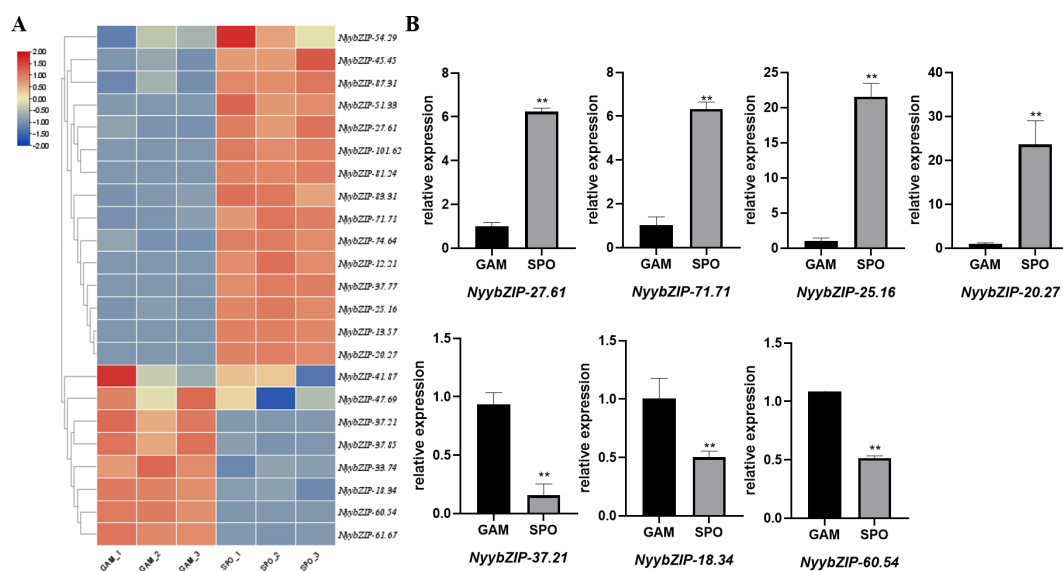 A
2.00
1.50
1.00
0.50
0.00
-0.50
-1.00
-1.50
-2.00
NyybZIP-54.29
NyybZIP-45.45
NyybZIP-87.31
NyybZIP-51.33
NyybZIP-27.61
NyybZIP-101.62
NyybZIP-81.24
NyybZIP-83.31
NyybZIP-71.71
NyybZIP-74.64
NyybZIP-12.21
NyybZIP-37.77
NyybZIP-25.16
NyybZIP-13.57
NyybZIP-20.27
NyybZIP-41.87
NyybZIP-47.69
NyybZIP-37.21
NyybZIP-37.85
NyybZIP-33.74
NyybZIP-18.34
NyybZIP-60.54
NyybZIP-61.67
GAM_1 GAM_2 GAM_3 SPO_1 SPO_2 SPO_3
B
relative expression
8
6
4
2
0
**
GAM SPO
NyybZIP-27.61
relative expression
8
6
4
2
0
**
GAM SPO
NyybZIP-71.71
relative expression
25
20
15
10
5
0
**
GAM SPO
NyybZIP-25.16
relative expression
40
30
20
10
0
**
GAM SPO
NyybZIP-20.27
relative expression
1.5
1.0
0.5
0.0
**
GAM SPO
NyybZIP-37.21
relative expression
1.5
1.0
0.5
0.0
**
GAM SPO
NyybZIP-18.34
relative expression
1.5
1.0
0.5
0.0
**
GAM SPO
NyybZIP-60.54